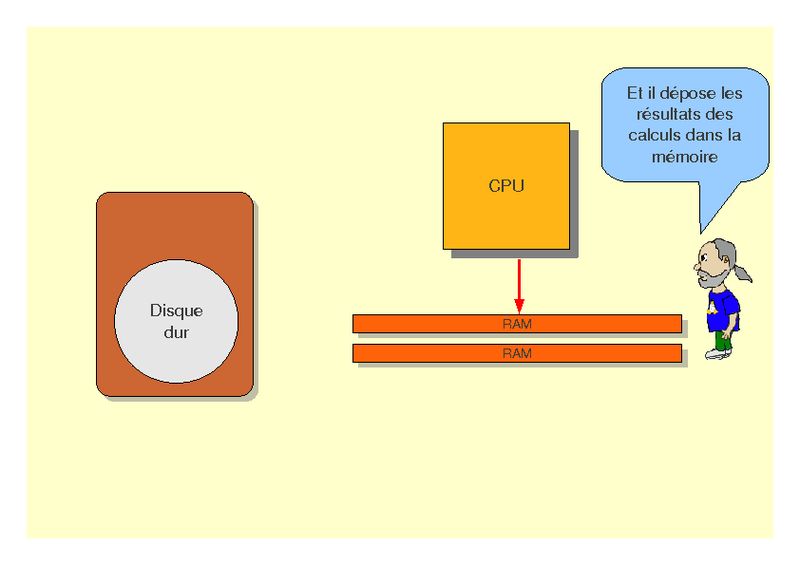 Et il dépose les
résultats des
calculs dans la
mémoire
CPU
Disque
dur
RAM
RAM